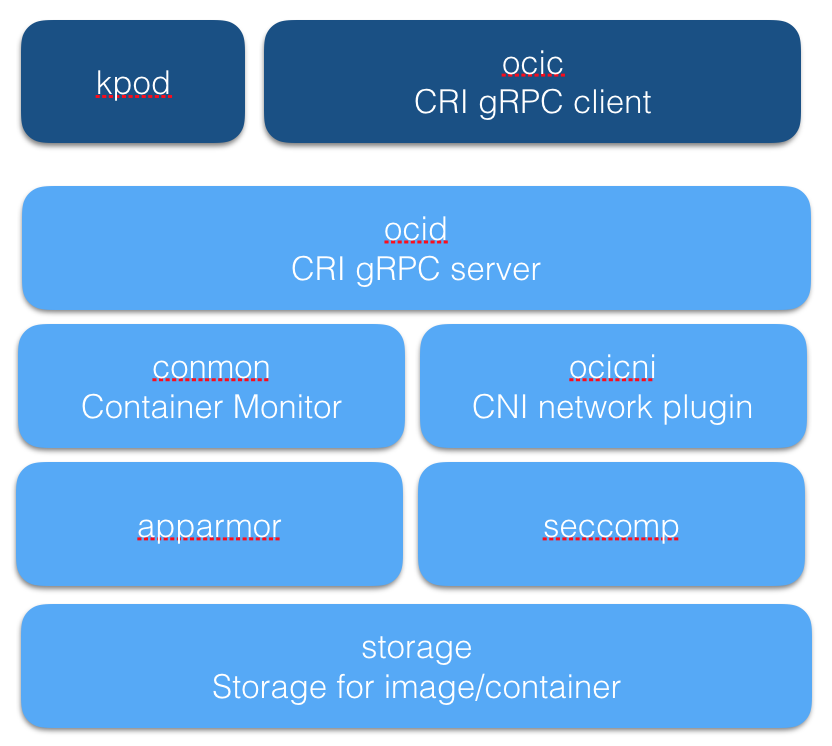 kpod
ocic
CRI gRPC client
ocid
CRI gRPC server
conmon
Container Monitor
ocicni
CNI network plugin
apparmor
seccomp
storage
Storage for image/container